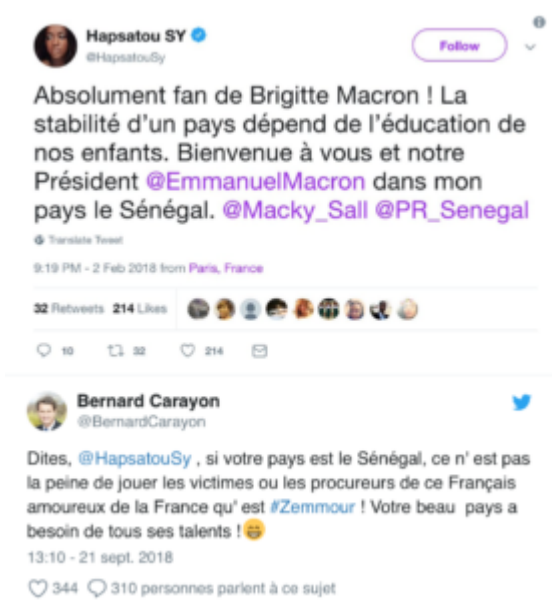 Hapsatou SY
@HapsatouSy
Follow
Absolument fan de Brigitte Macron ! La
stabilité d'un pays dépend de l'éducation de
nos enfants. Bienvenue à vous et notre
Président @EmmanuelMacron dans mon
pays le Sénégal. @Macky_Sall @PR_Senegal
Translate Tweet
9:19 PM - 2 Feb 2018 from Paris, France
32 Retweets 214 Likes
10 32 214
Bernard Carayon
@BernardCarayon
Dites, @HapsatouSy , si votre pays est le Sénégal, ce n' est pas
la peine de jouer les victimes ou les procureurs de ce Français
amoureux de la France qu' est #Zemmour ! Votre beau pays a
besoin de tous ses talents !😄
13:10 - 21 sept. 2018
344 310 personnes parlent à ce sujet